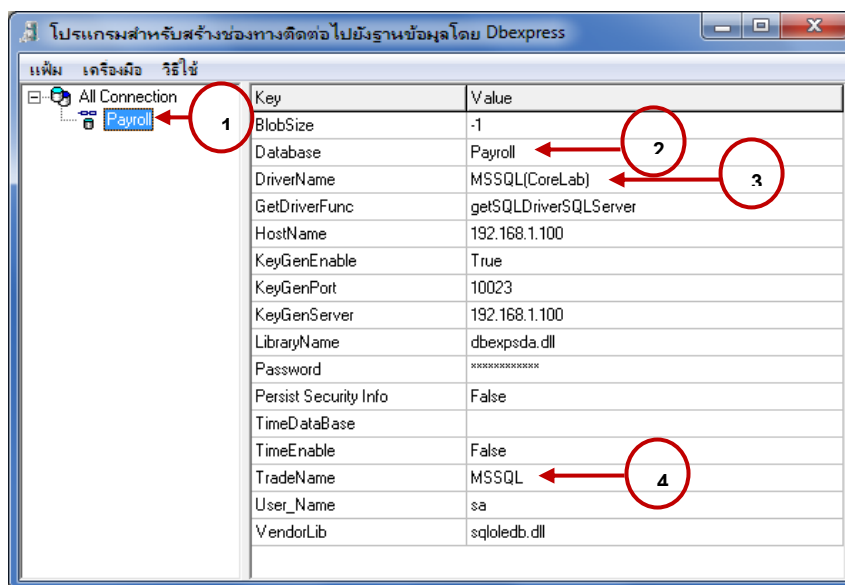 โปรแกรมสำหรับสร้างช่องทางติดต่อไปยังฐานข้อมูลโดย Dbexpress
แฟ้ม เครื่องมือ วิธีใช้
All Connection
Payroll
1
Key Value
BlobSize -1
Database Payroll
2
DriverName MSSQL(CoreLab)
3
GetDriverFunc getSQLDriverSQLServer
HostName 192.168.1.100
KeyGenEnable True
KeyGenPort 10023
KeyGenServer 192.168.1.100
LibraryName dbexpsda.dll
Password ************
Persist Security Info False
TimeDataBase
TimeEnable False
TradeName MSSQL
4
User_Name sa
VendorLib sqloledb.dll